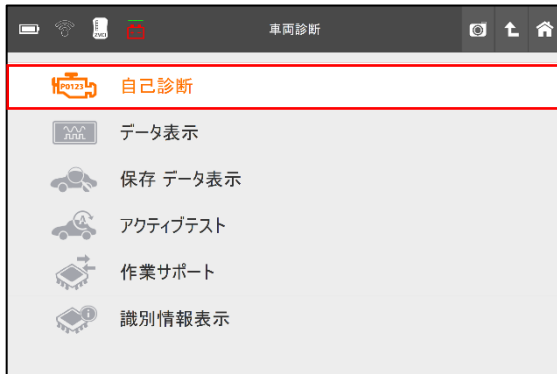 車両診断
P0123
自己診断
データ表示
保存 データ表示
アクティブテスト
作業サポート
識別情報表示